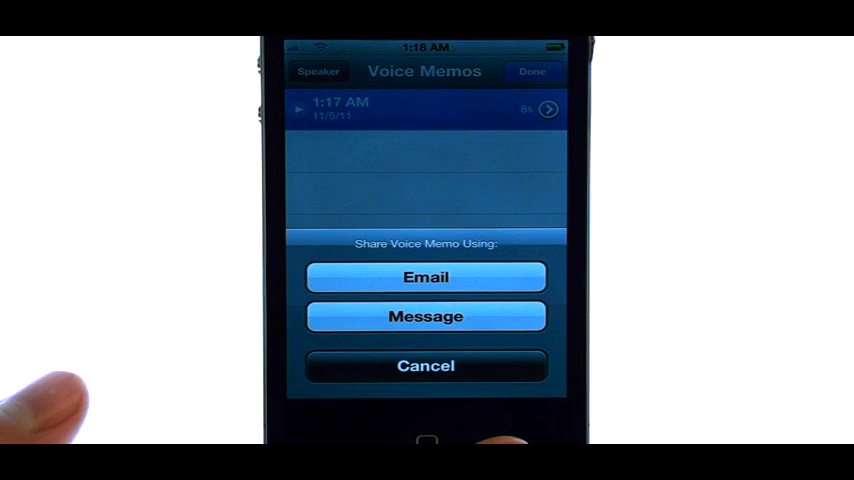 1:18 AM
Speaker
Voice Memos
Done
1:17 AM
8s
11/5/11
Share Voice Memo Using:
Email
Message
Cancel